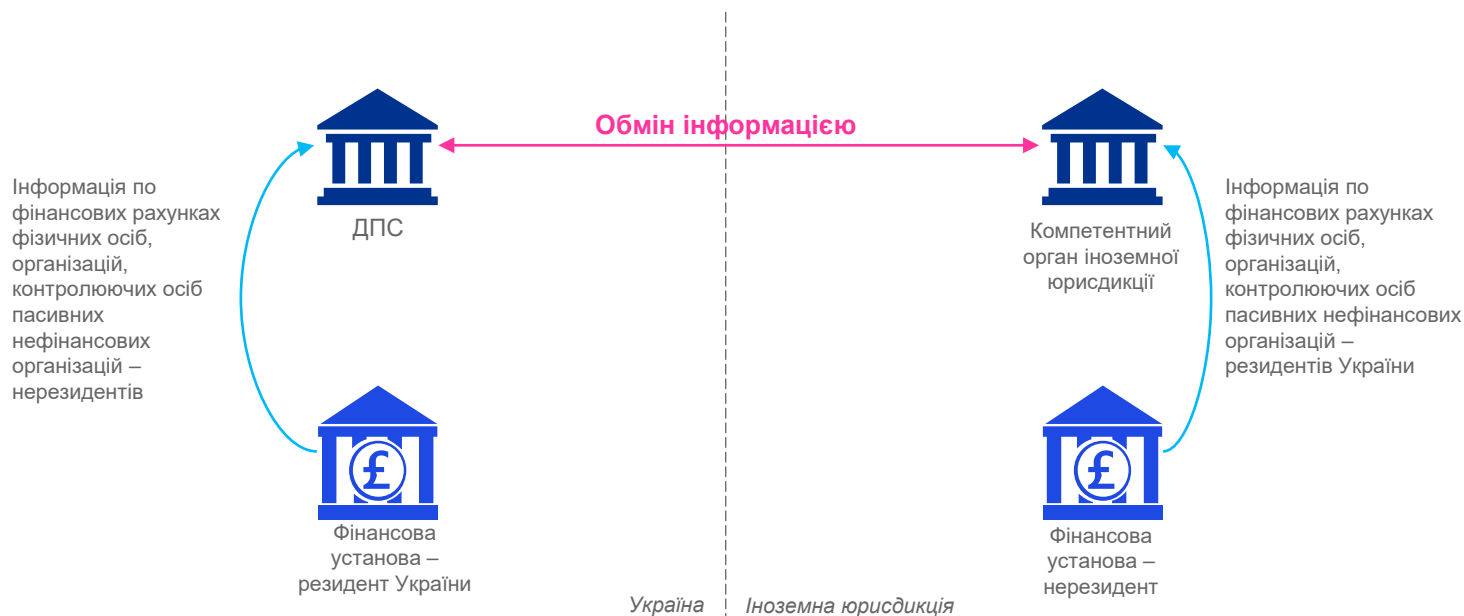 Обмін інформацією
Інформація по
фінансових рахунках
фізичних осіб,
організацій,
контролюючих осіб
пасивних
нефінансових
організацій –
нерезидентів
ДПС
Компетентний
орган іноземної
юрисдикції
Інформація по
фінансових рахунках
фізичних осіб,
організацій,
контролюючих осіб
пасивних нефінансових
організацій –
резидентів України
£
Фінансова
установа –
резидент України
£
Фінансова
установа –
нерезидент
Україна
Іноземна юрисдикція